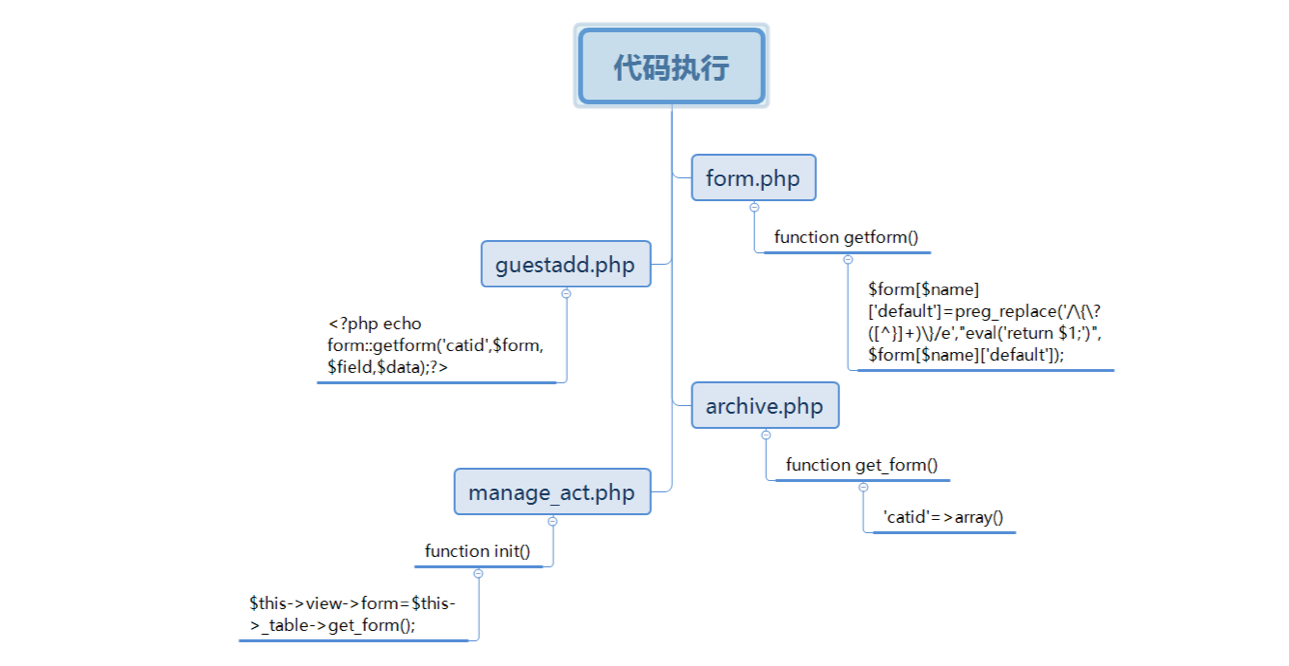 代码执行
form.php
function getform()
$form[$name]
['default']=preg_replace('/\{\?
([^}]+)\}/e',"eval('return $1;')",
$form[$name]['default']);
guestadd.php
<?php echo
form::getform('catid',$form,
$field,$data);?>
archive.php
function get_form()
'catid'=>array()
manage_act.php
function init()
$this->view->form=$this-
>_table->get_form();